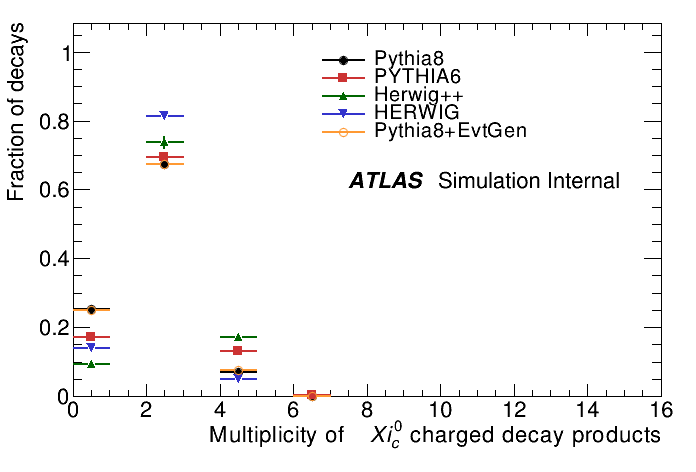 Fraction of decays
1
0.8
0.6
0.4
0.2
0
Pythia8
PYTHIA6
Herwig++
HERWIG
Pythia8+EvtGen
ATLAS Simulation Internal
0 2 4 6 8 10 12 14 16
Multiplicity of Xi_c^0 charged decay products